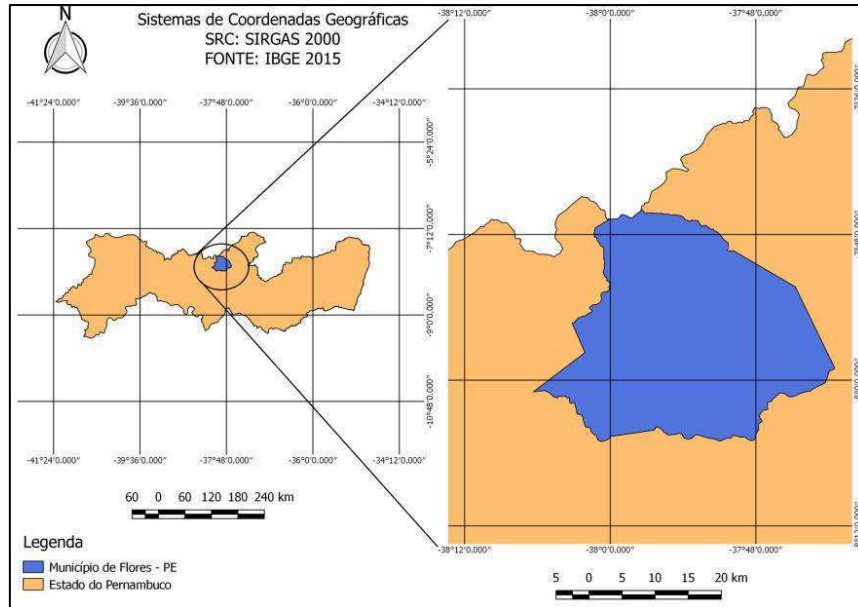 N
Sistemas de Coordenadas Geográficas
SRC: SIRGAS 2000
FONTE: IBGE 2015
-41°24'0.000" -39°36'0.000" -37°48'0.000" -36°0'0.000" -34°12'0.000"
-5°24'0.000"
-7°12'0.000"
-9°0'0.000"
-10°48'0.000"
-41°24'0.000" -39°36'0.000" -37°48'0.000" -36°0'0.000" -34°12'0.000"
60 0 60 120 180 240 km
Legenda
Município de Flores - PE
Estado do Pernambuco
-38°12'0.000" -38°0'0.000" -37°48'0.000"
-38°12'0.000" -38°0'0.000" -37°48'0.000"
5 0 5 10 15 20 km